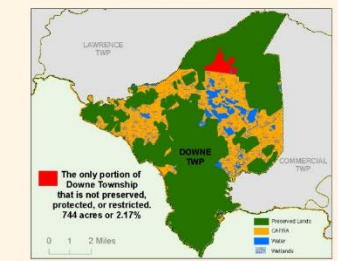 LAWRENCE
TWP
DOWNE
TWP
COMMERCIAL
TWP
The only portion of
Downe Township
that is not preserved,
protected, or restricted.
744 acres or 2.17%
0 1 2 Miles
Preserved Lands
CAFRA
Water
Wetlands